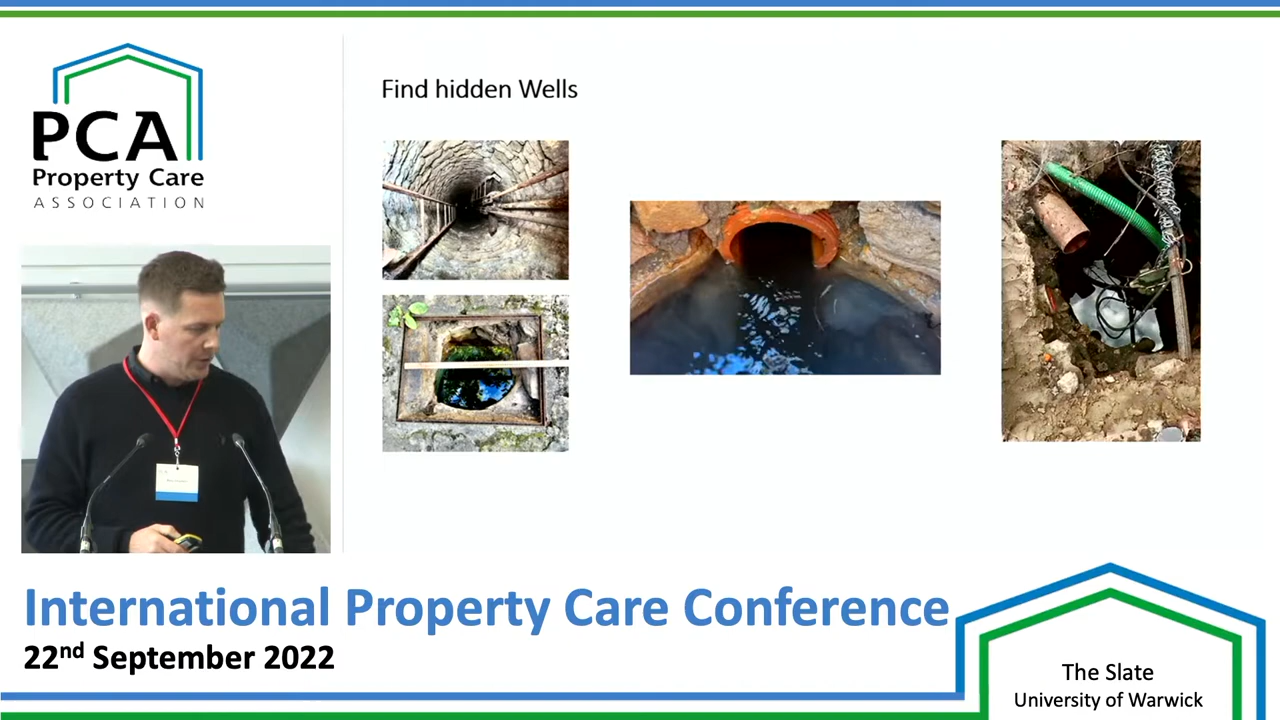 PCA
Property Care
ASSOCIATION
Find hidden Wells
International Property Care Conference
22nd September 2022
The Slate
University of Warwick